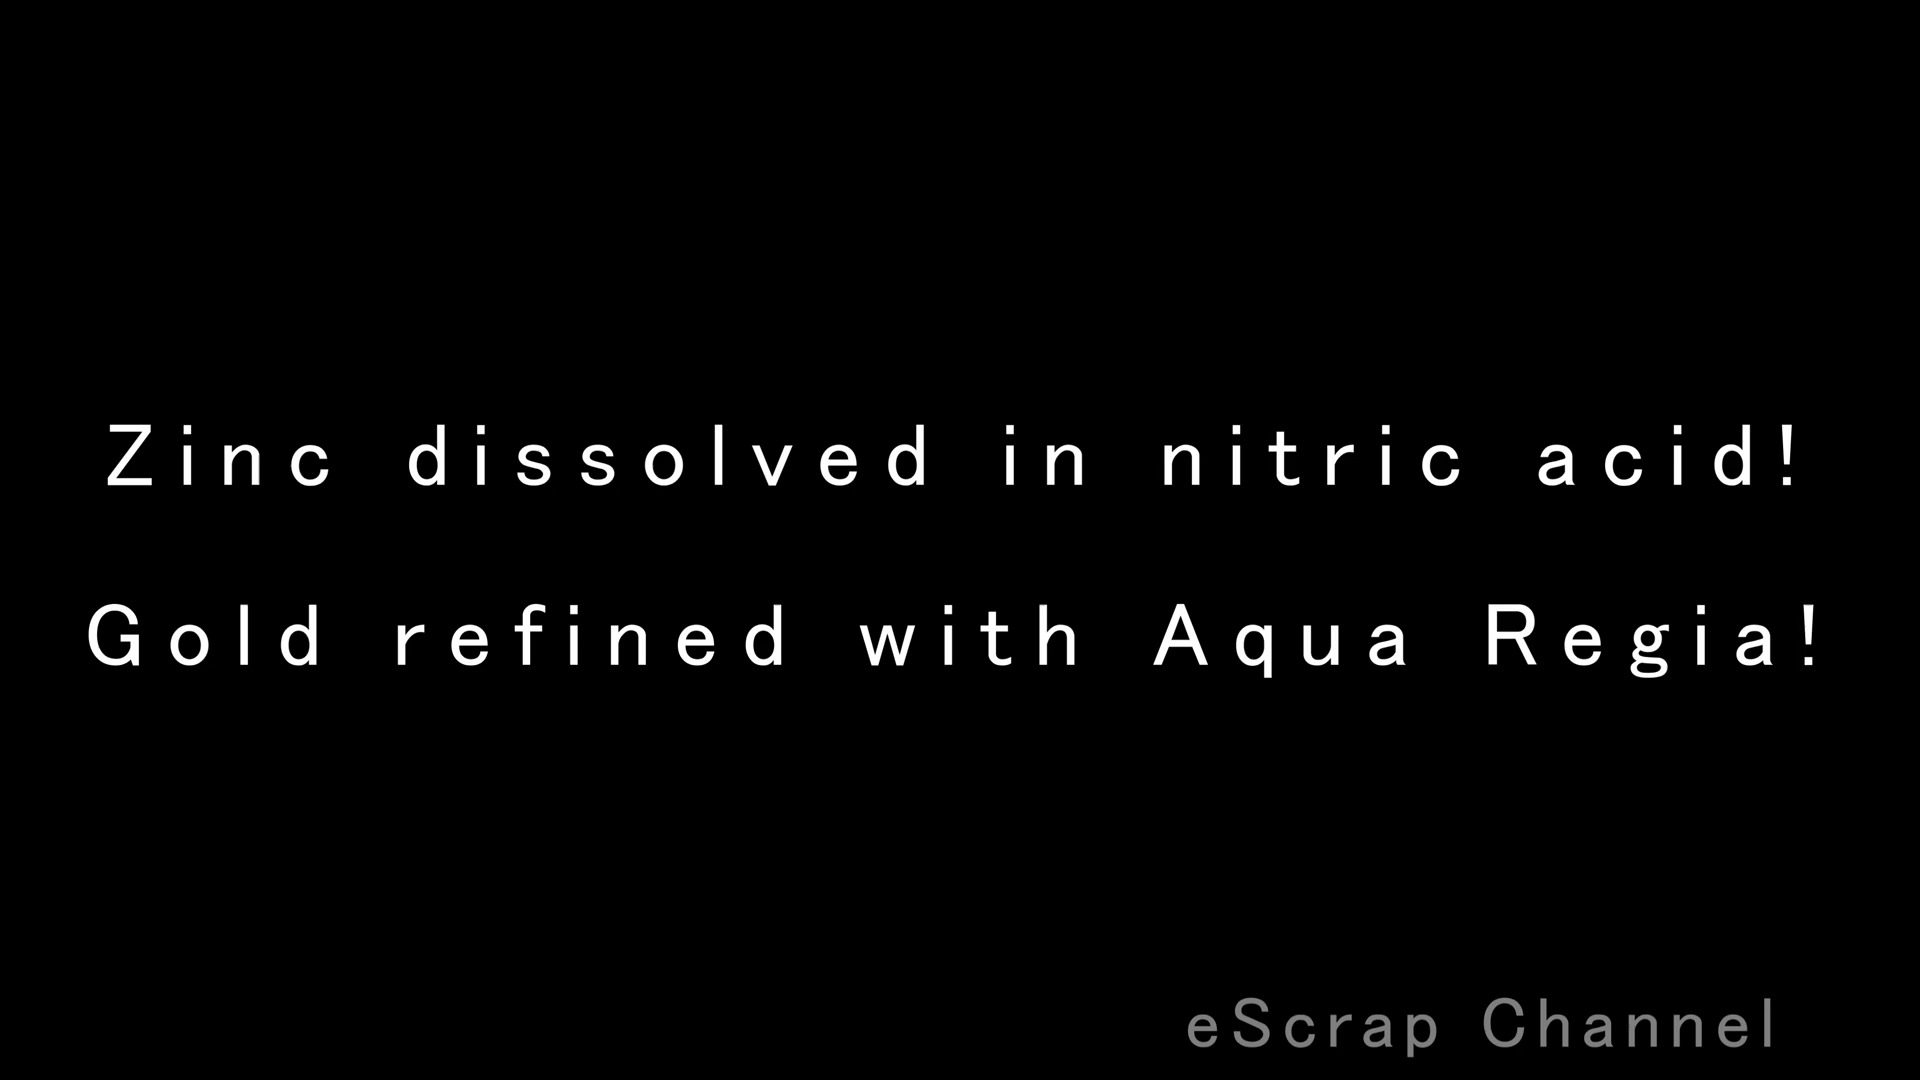 Zinc dissolved in nitric acid!
Gold refined with Aqua Regia!
eScrap Channel